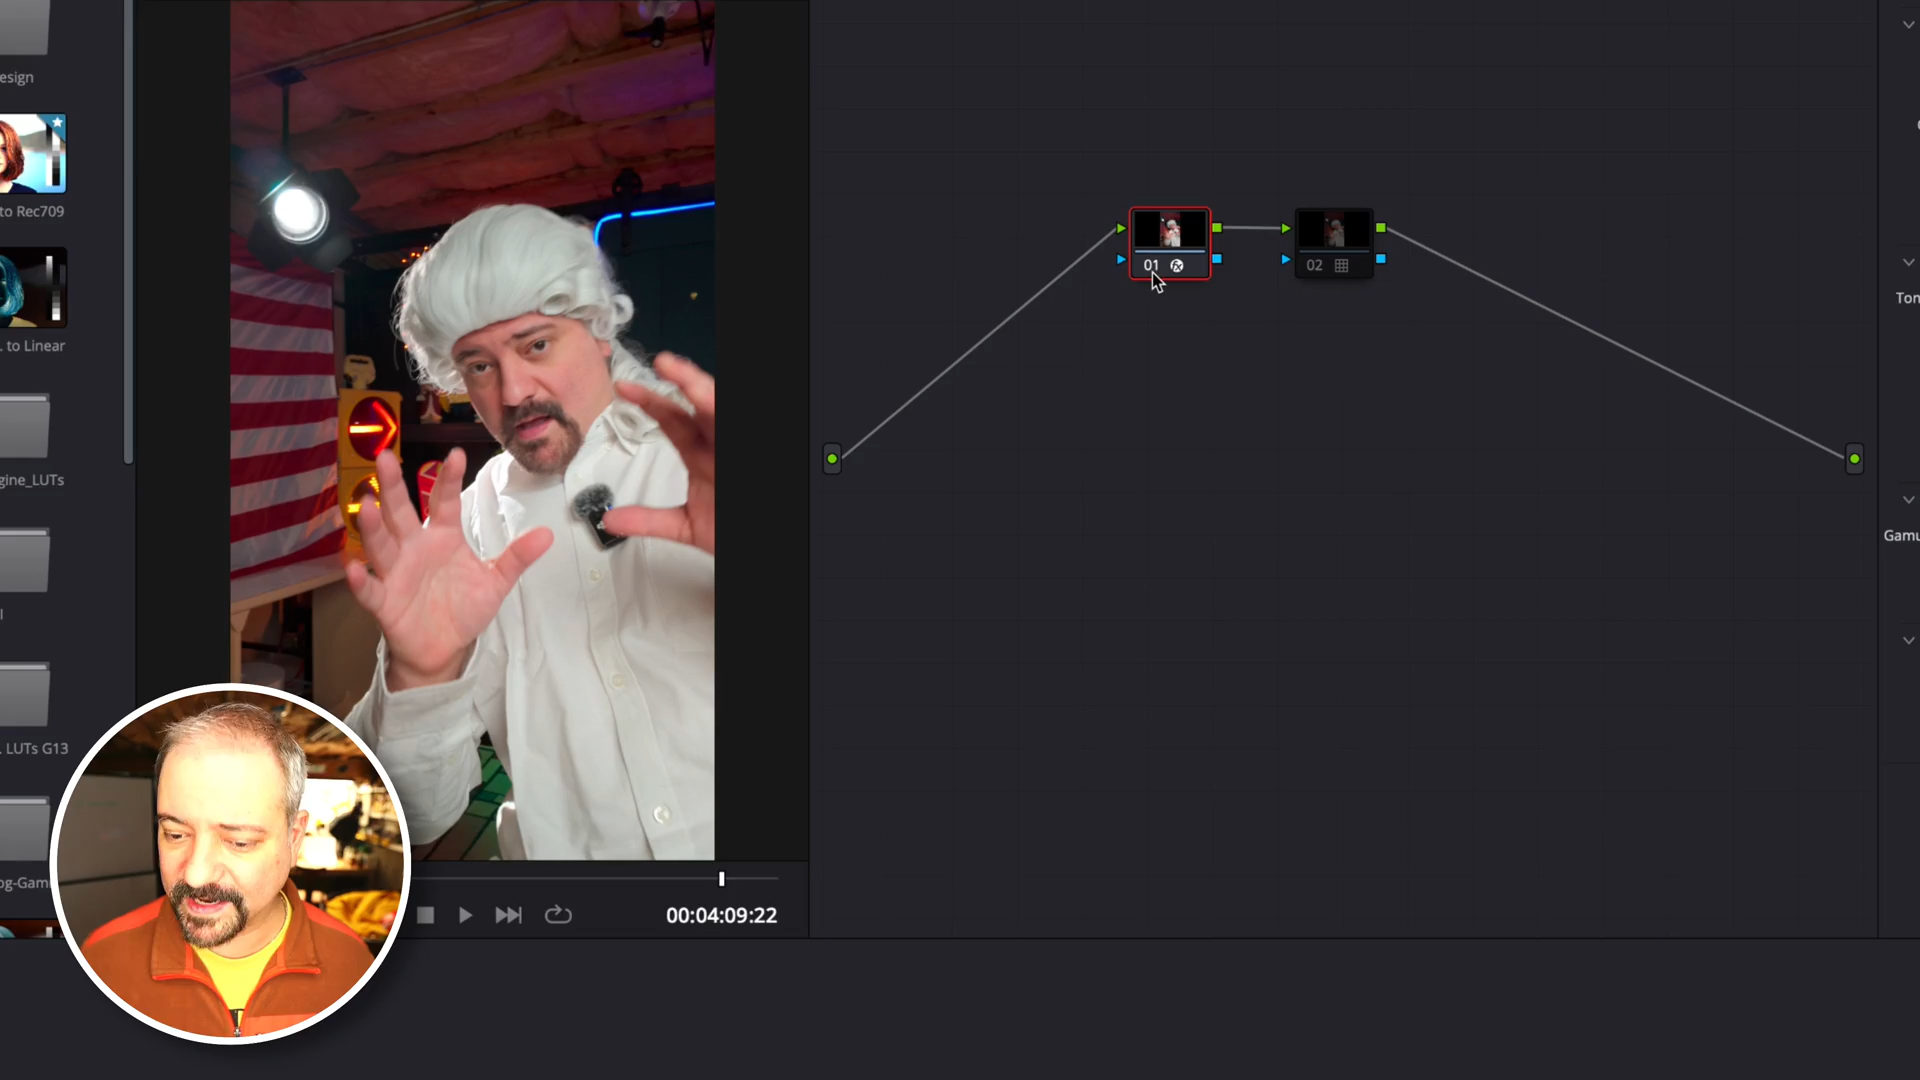 esign
to Rec709
. to Linear
gine_LUTs
l
. LUTs G13
og-Gam
01
02
00:04:09:22
Ton
Gamu